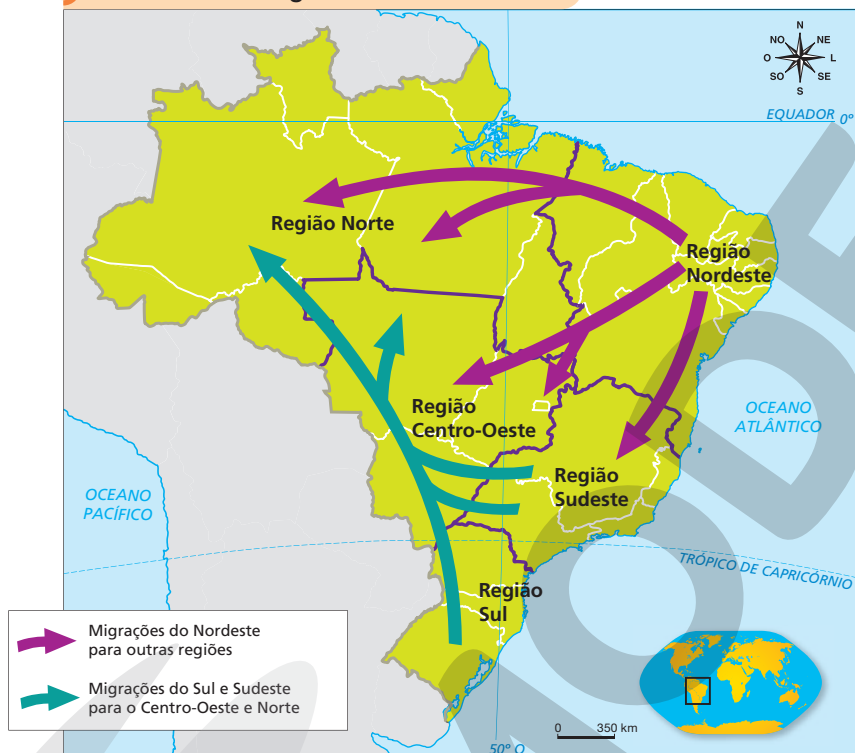 N
NO NE
O L
SO SE
S
EQUADOR 0°
Região Norte
Região
Nordeste
Região
Centro-Oeste
OCEANO
ATLÂNTICO
Região
Sudeste
OCEANO
PACÍFICO
TRÓPICO DE CAPRICÓRNIO
Região
Sul
Migrações do Nordeste
para outras regiões
Migrações do Sul e Sudeste
para o Centro-Oeste e Norte
0 350 km
50° O